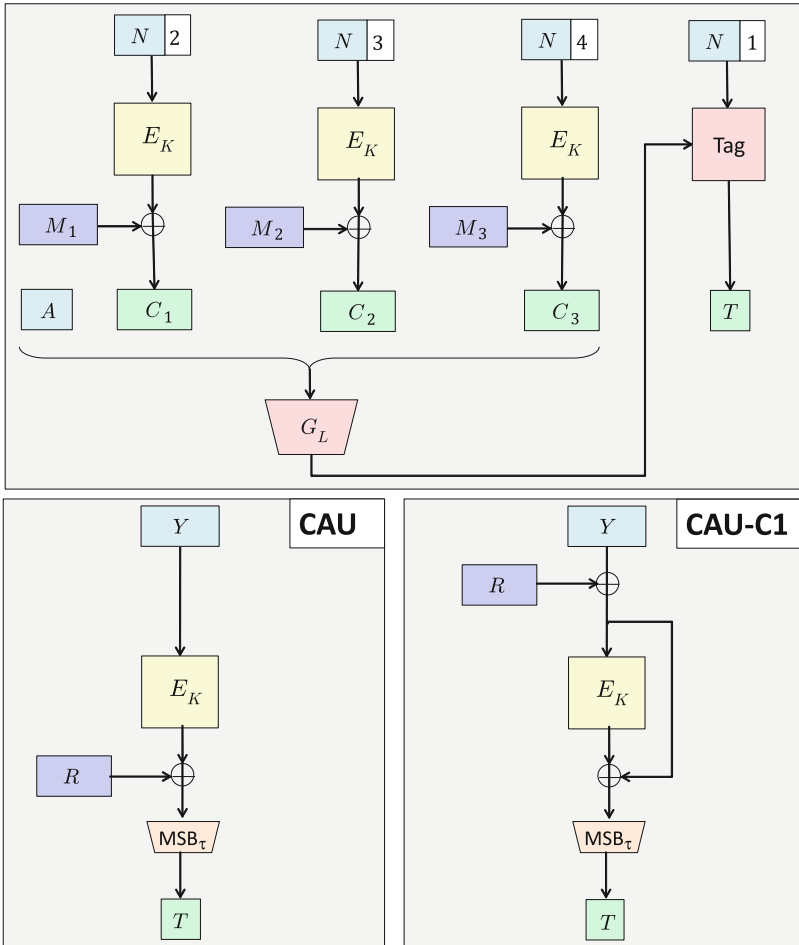 N 2 N 3 N 4 N 1
E_K E_K E_K Tag
M_1 M_2 M_3
A C_1 C_2 C_3 T
G_L
CAU
Y
E_K
R
MSB_τ
T
CAU-C1
Y
R
E_K
MSB_τ
T